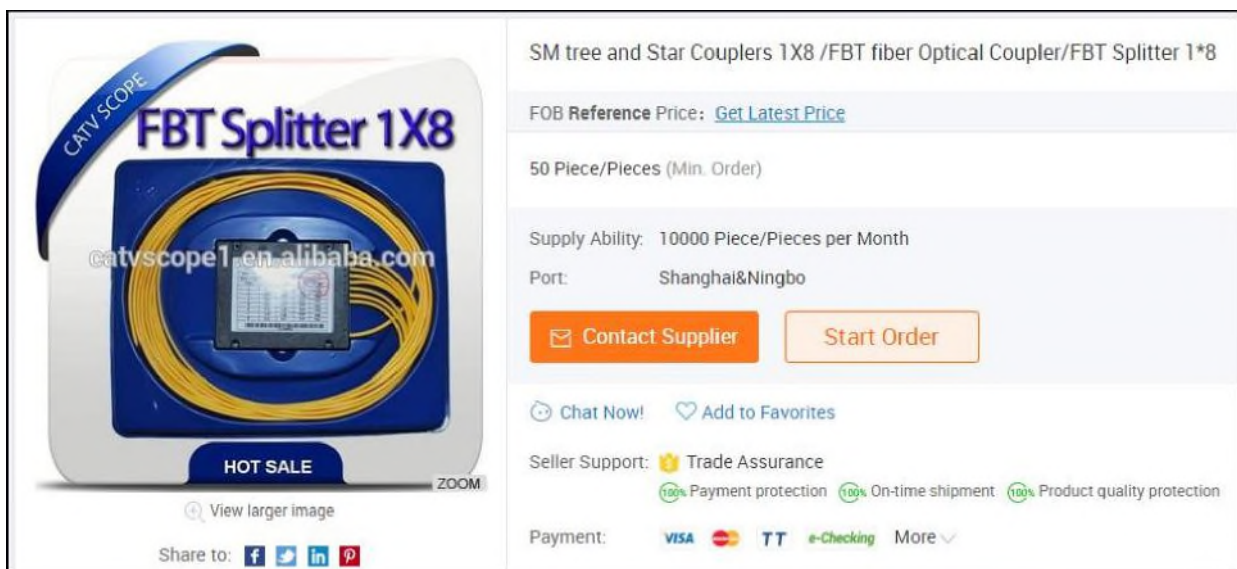 CATV SCOPE
FBT Splitter 1X8
catvscope1.en.alibaba.com
HOT SALE
ZOOM
View larger image
Share to: f in
SM tree and Star Couplers 1X8 /FBT fiber Optical Coupler/FBT Splitter 1*8
FOB Reference Price: Get Latest Price
50 Piece/Pieces (Min. Order)
Supply Ability: 10000 Piece/Pieces per Month
Port: Shanghai&Ningbo
Contact Supplier Start Order
Chat Now! Add to Favorites
Seller Support: Trade Assurance
100% Payment protection 100% On-time shipment 100% Product quality protection
Payment: VISA TT e-Checking More